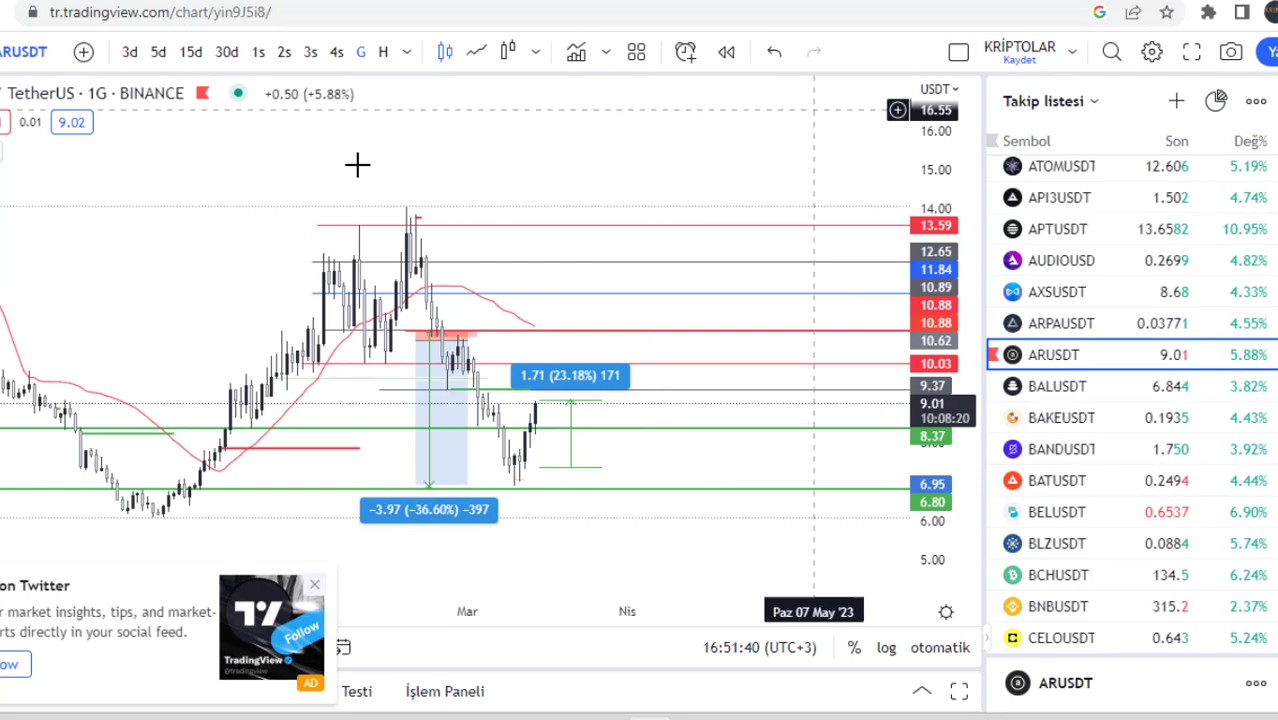 tr.tradingview.com/chart/yin9J5i8/
ARUSDT 3d 5d 15d 30d 1s 2s 3s 4s G H
KRİPTOLAR
Kaydet
TetherUS · 1G · BINANCE +0.50 (+5.88%)
0.01 9.02
USDT
16.55
16.00
15.00
14.00
13.59
12.65
11.84
10.89
10.88
10.88
10.62
10.03
9.37
9.01
10:08:20
8.37
6.95
6.80
6.00
5.00
1.71 (23.18%) 171
−3.97 (−36.60%) −397
Mar Nis Paz 07 May '23
16:51:40 (UTC+3) % log otomatik
Testi İşlem Paneli
on Twitter
market insights, tips, and market-
directly in your social feed.
Follow
TradingView
@tradingview
AD
Takip listesi
Sembol Son Değ%
ATOMUSDT 12.606 5.19%
API3USDT 1.502 4.74%
APTUSDT 13.6582 10.95%
AUDIOUSD 0.2699 4.82%
AXSUSDT 8.68 4.33%
ARPAUSDT 0.03771 4.55%
ARUSDT 9.01 5.88%
BALUSDT 6.844 3.82%
BAKEUSDT 0.1935 4.43%
BANDUSDT 1.750 3.92%
BATUSDT 0.2494 4.44%
BELUSDT 0.6537 6.90%
BLZUSDT 0.0884 5.74%
BCHUSDT 134.5 6.24%
BNBUSDT 315.2 2.37%
CELOUSDT 0.643 5.24%
ARUSDT